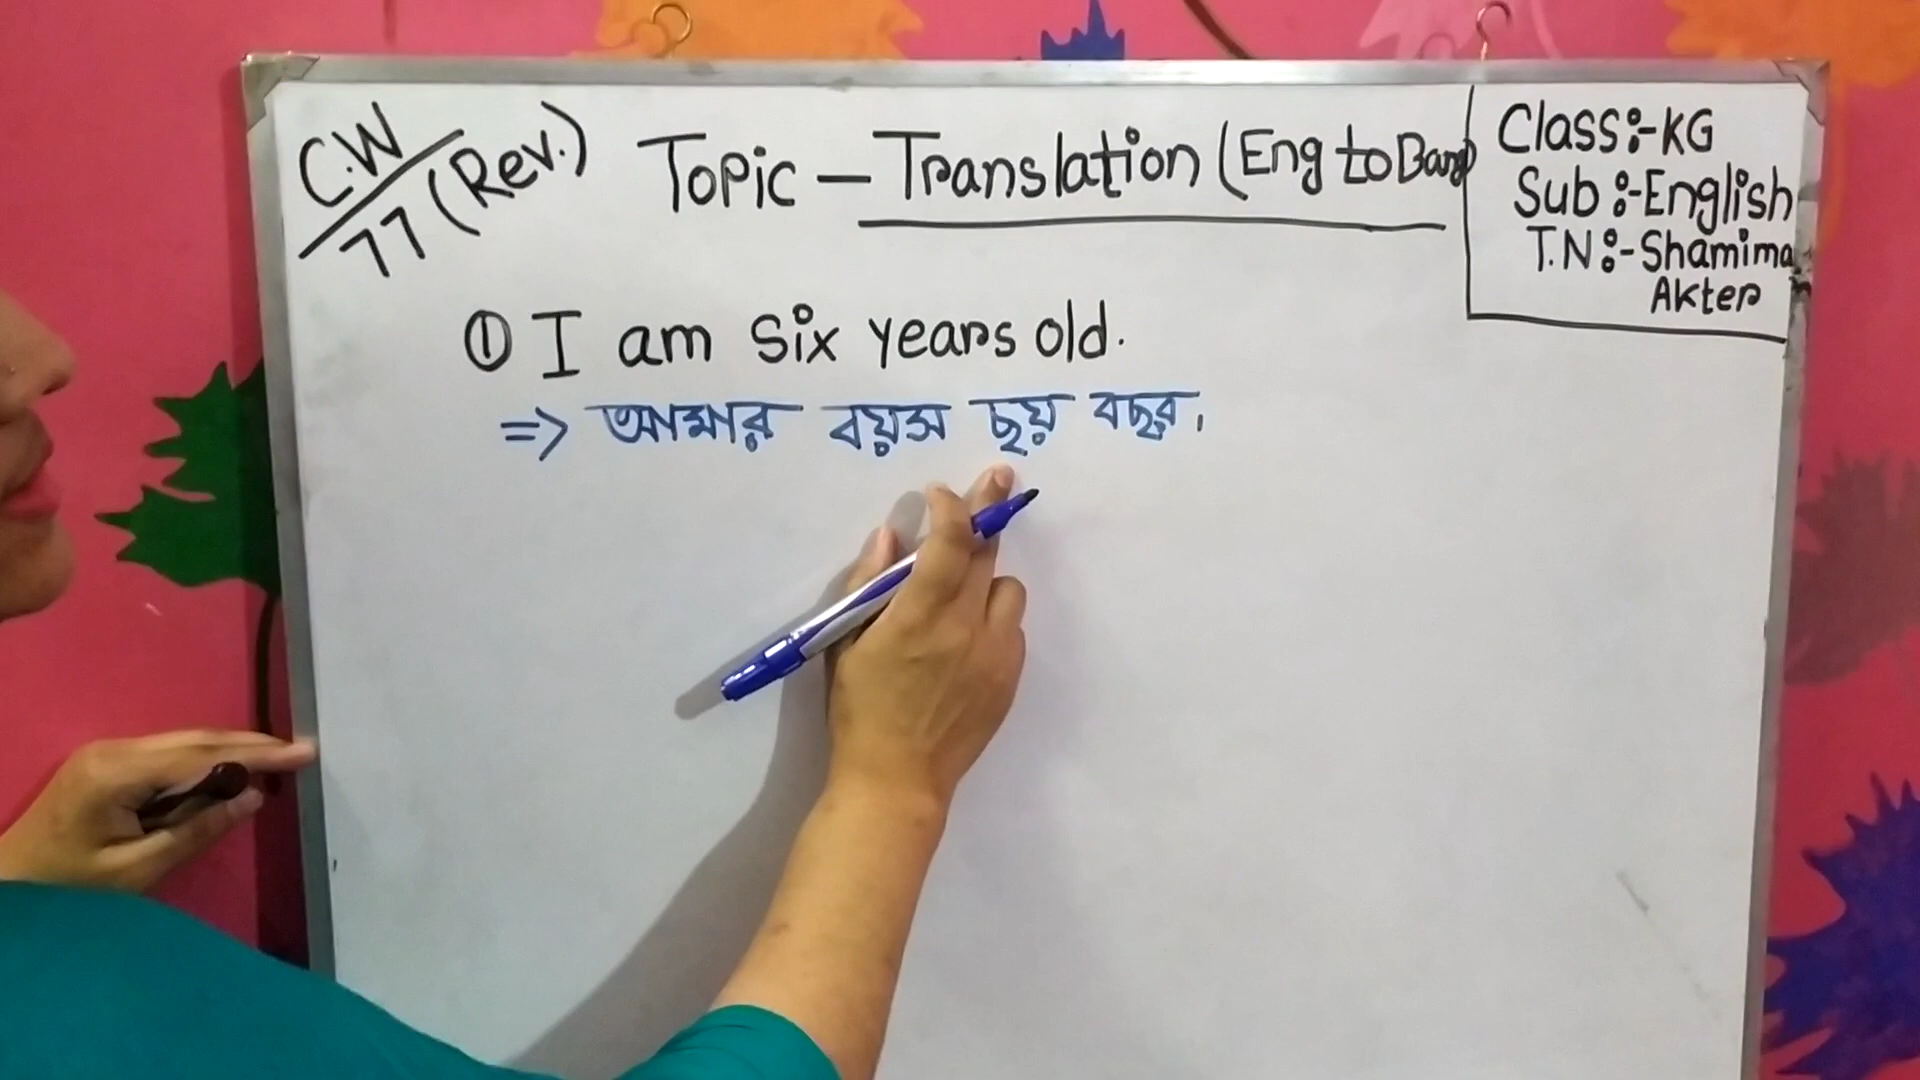 C.W
77 (Rev.)
Topic – Translation (Eng to Bang)
Class:-KG
Sub:-English
T.N:-Shamima
Akter
① I am Six years old.
=> আমার বয়স ছয় বছর।